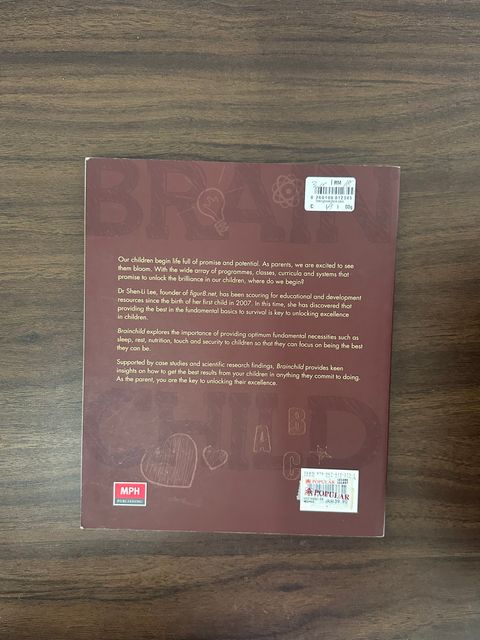 BRAIN
RM
Our children begin life full of promise and potential. As parents, we are excited to see
them bloom. With the wide array of programmes, classes, curricula and systems that
promise to unlock the brilliance in our children, where do we begin?
Dr Shen-Li Lee, founder of figur8.net, has been scouring for educational and development
resources since the birth of her first child in 2007. In this time, she has discovered that
providing the best in the fundamental basics to survival is key to unlocking excellence
in children.
Brainchild explores the importance of providing optimum fundamental necessities such as
sleep, rest, nutrition, touch and security to children so that they can focus on being the best
they can be.
Supported by case studies and scientific research findings, Brainchild provides keen
insights on how to get the best results from your children in anything they commit to doing.
As the parent, you are the key to unlocking their excellence.
CHILD
A
B
C
MPH
PUBLISHING
ISBN
POPULAR
POPULAR